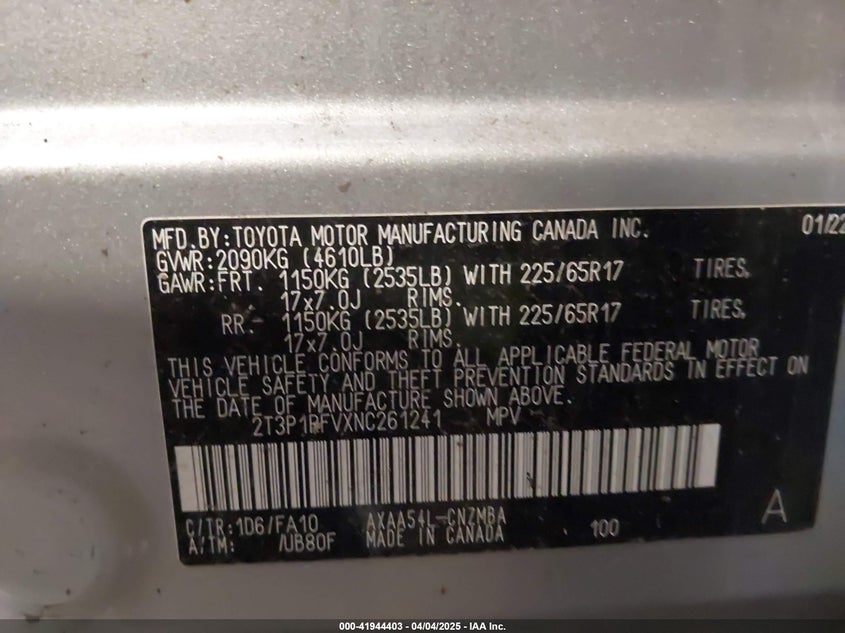 MFD.BY:TOYOTA MOTOR MANUFACTURING CANADA INC. 01/22
GVWR:2090KG (4610LB)
GAWR:FRT. 1150KG (2535LB) WITH 225/65R17 TIRES,
17x7.0J RIMS.
RR.- 1150KG (2535LB) WITH 225/65R17 TIRES,
17x7.0J RIMS.
THIS VEHICLE CONFORMS TO ALL APPLICABLE FEDERAL MOTOR
VEHICLE SAFETY AND THEFT PREVENTION STANDARDS IN EFFECT ON
THE DATE OF MANUFACTURE SHOWN ABOVE.
2T3P1RFVXNC261241 MPV
C/TR:1D6/FA10 AXAA54L-CNZMBA 100 A
A/TM: /UB80F MADE IN CANADA
000-41944403 - 04/04/2025 - IAA Inc.